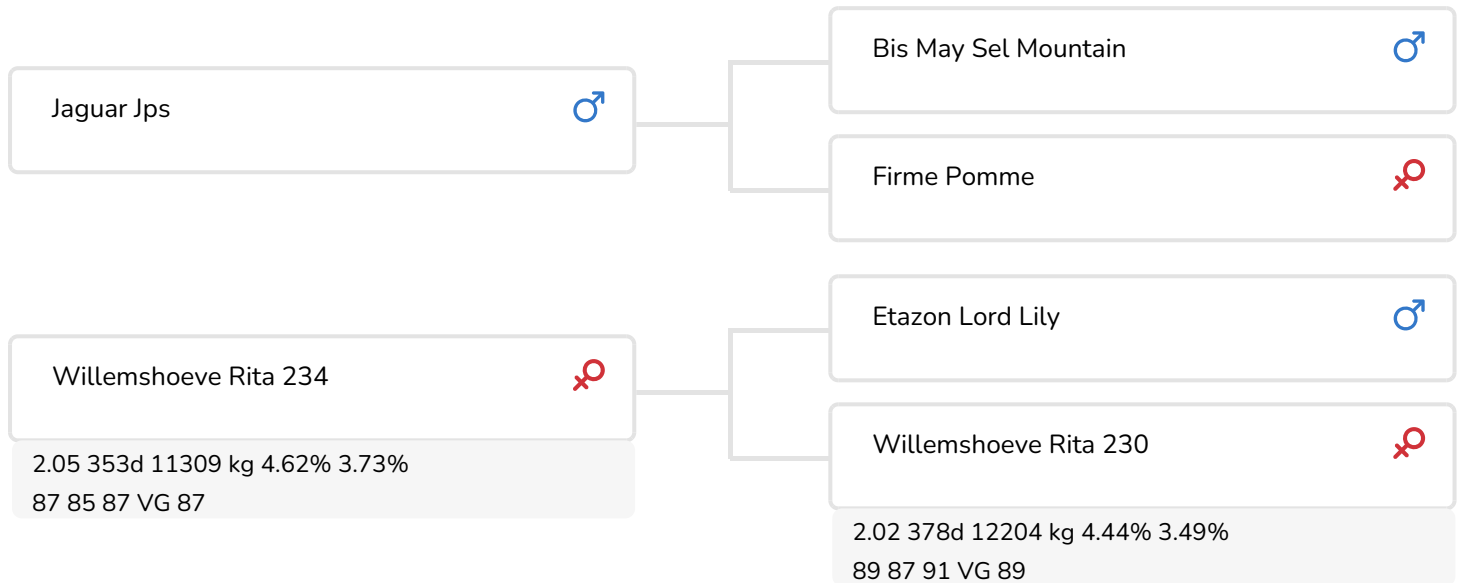 Jaguar Jps
Bis May Sel Mountain
Firme Pomme
Willemshoeve Rita 234
2.05 353d 11309 kg 4.62% 3.73%
87 85 87 VG 87
Etazon Lord Lily
Willemshoeve Rita 230
2.02 378d 12204 kg 4.44% 3.49%
89 87 91 VG 89